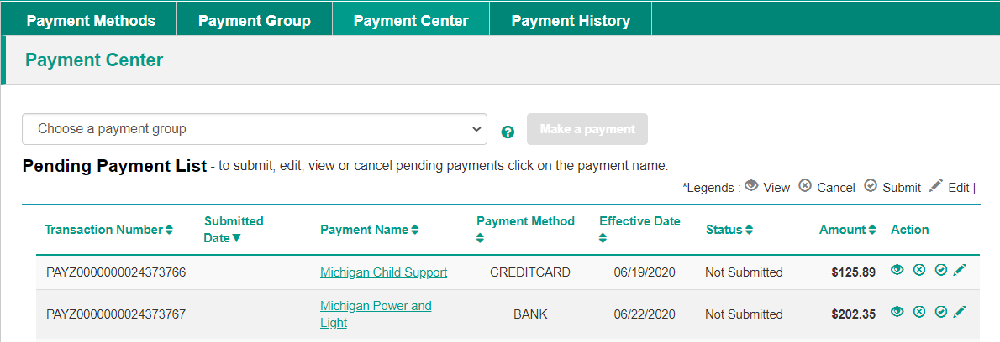 Payment Methods Payment Group Payment Center Payment History
Payment Center
Choose a payment group ? Make a payment
Pending Payment List - to submit, edit, view or cancel pending payments click on the payment name.
*Legends : View Cancel Submit Edit |
Transaction Number Submitted Date Payment Name Payment Method Effective Date Status Amount Action
PAYZ0000000024373766 Michigan Child Support CREDITCARD 06/19/2020 Not Submitted $125.89
PAYZ0000000024373767 Michigan Power and Light BANK 06/22/2020 Not Submitted $202.35